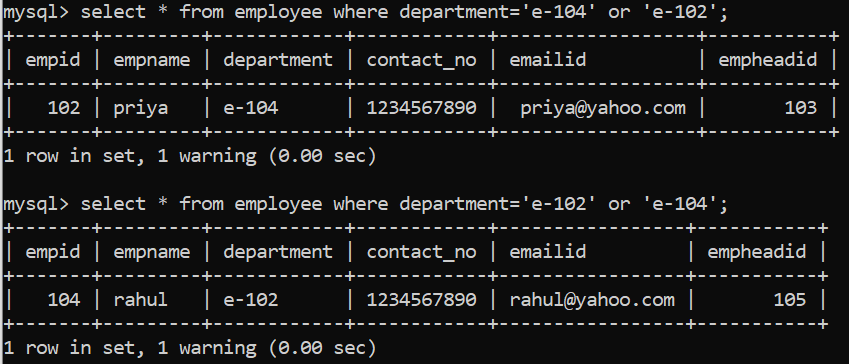 mysql> select * from employee where department='e-104' or 'e-102';
+-------+---------+------------+------------+-----------------+-----------+
| empid | empname | department | contact_no | emailid         | empheadid |
+-------+---------+------------+------------+-----------------+-----------+
|   102 | priya   | e-104      | 1234567890 |  priya@yahoo.com |       103 |
+-------+---------+------------+------------+-----------------+-----------+
1 row in set, 1 warning (0.00 sec)
mysql> select * from employee where department='e-102' or 'e-104';
+-------+---------+------------+------------+-----------------+-----------+
| empid | empname | department | contact_no | emailid         | empheadid |
+-------+---------+------------+------------+-----------------+-----------+
|   104 | rahul   | e-102      | 1234567890 | rahul@yahoo.com |       105 |
+-------+---------+------------+------------+-----------------+-----------+
1 row in set, 1 warning (0.00 sec)